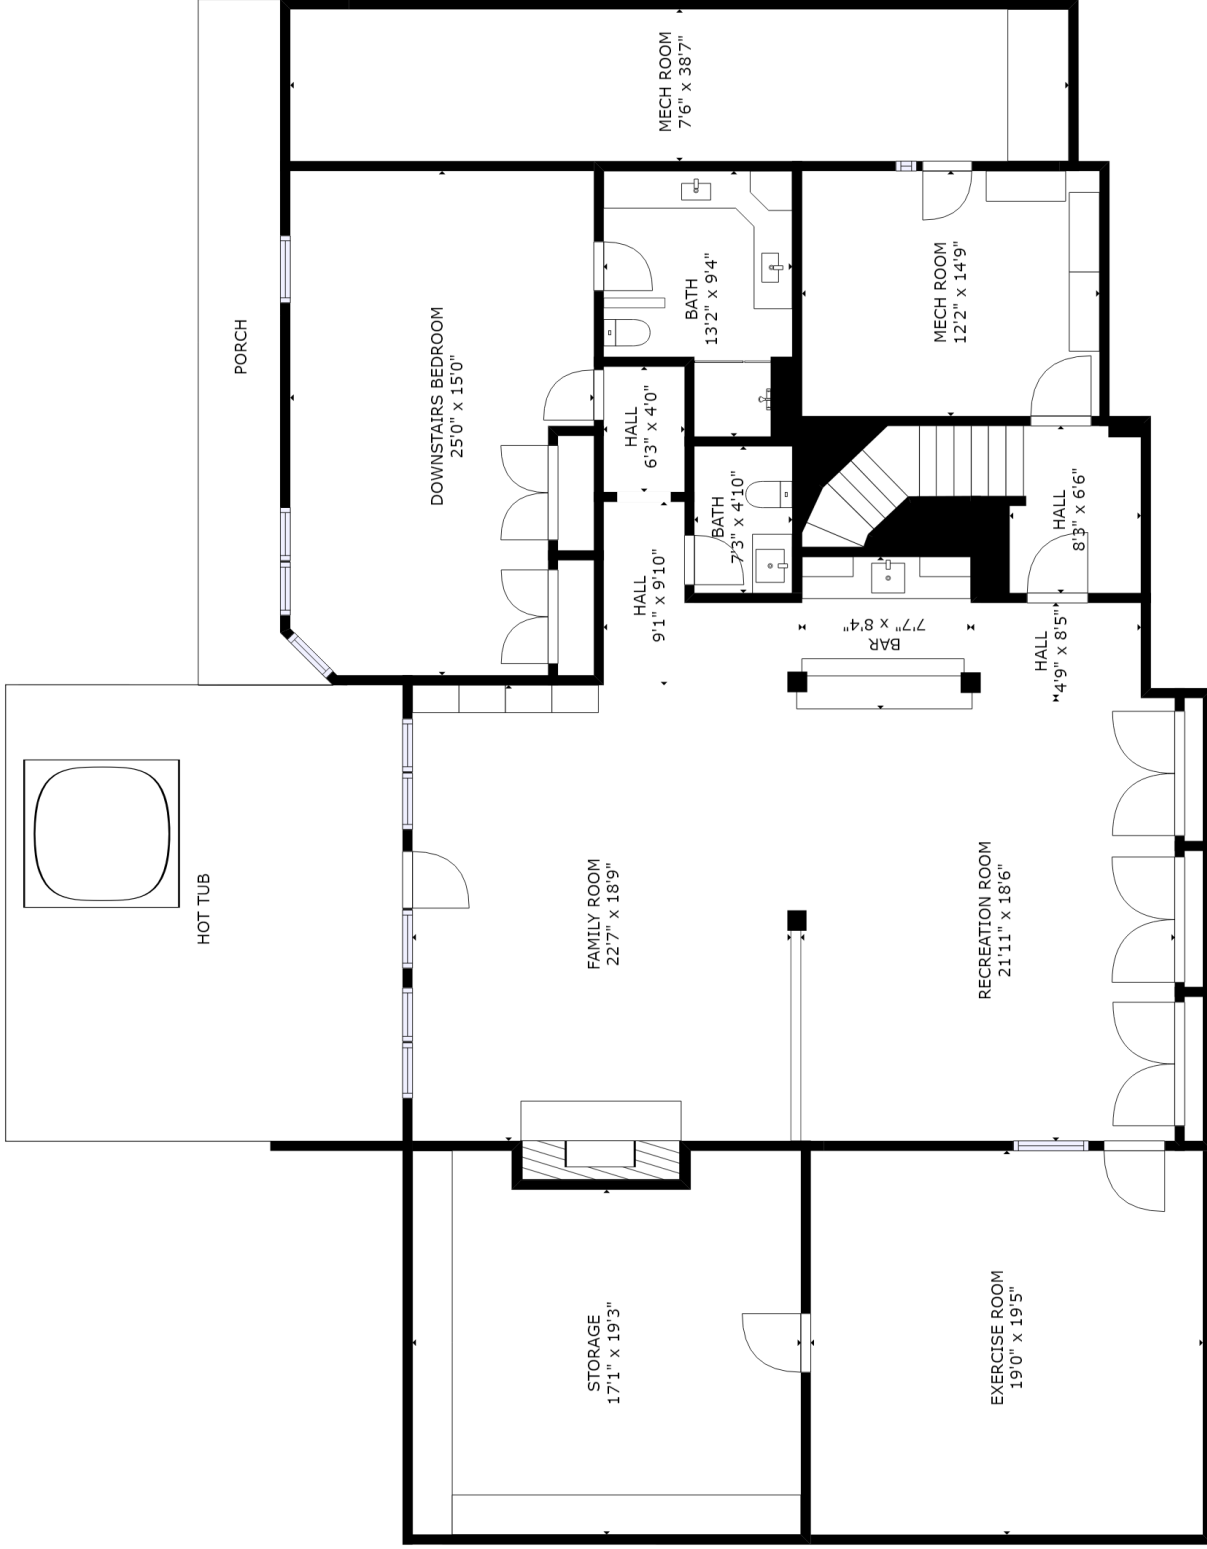 MECH ROOM
7'6" x 38'7"
PORCH
DOWNSTAIRS BEDROOM
25'0" x 15'0"
BATH
13'2" x 9'4"
MECH ROOM
12'2" x 14'9"
HALL
6'3" x 4'0"
BATH
7'3" x 4'10"
HALL
8'3" x 6'6"
HALL
9'1" x 9'10"
BAR
7'7" x 8'4"
HALL
4'9" x 8'5"
HOT TUB
FAMILY ROOM
22'7" x 18'9"
RECREATION ROOM
21'11" x 18'6"
STORAGE
17'1" x 19'3"
EXERCISE ROOM
19'0" x 19'5"